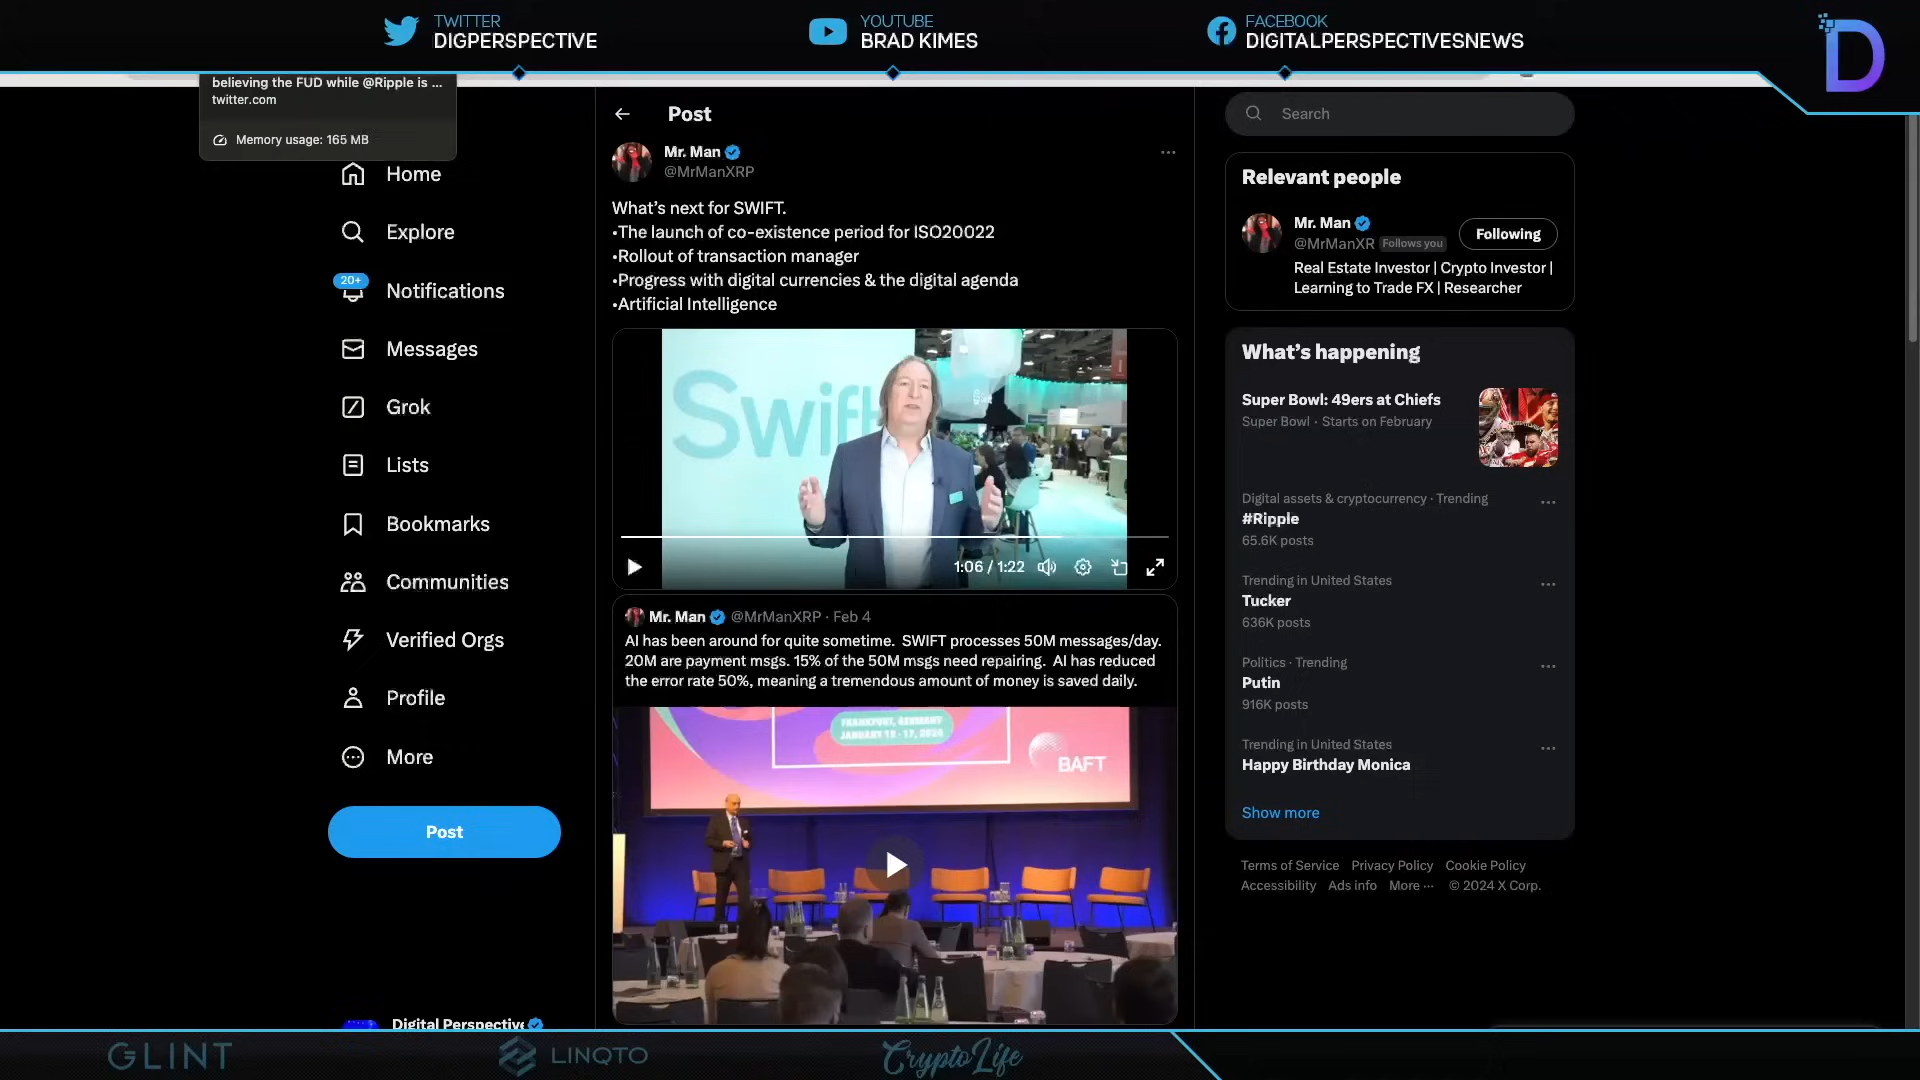 TWITTER
DIGPERSPECTIVE
YOUTUBE
BRAD KIMES
FACEBOOK
DIGITALPERSPECTIVESNEWS
D
believing the FUD while @Ripple is ...
twitter.com
Memory usage: 165 MB
Home
Explore
20+
Notifications
Messages
Grok
Lists
Bookmarks
Communities
Verified Orgs
Profile
More
Post
Digital Perspective
Post
Mr. Man
@MrManXRP
What's next for SWIFT.
•The launch of co-existence period for ISO20022
•Rollout of transaction manager
•Progress with digital currencies & the digital agenda
•Artificial Intelligence
Swift
1:06 / 1:22
Mr. Man @MrManXRP · Feb 4
AI has been around for quite sometime. SWIFT processes 50M messages/day.
20M are payment msgs. 15% of the 50M msgs need repairing. AI has reduced
the error rate 50%, meaning a tremendous amount of money is saved daily.
FRANKFURT, GERMANY
BAFT
Search
Relevant people
Mr. Man
@MrManXR Follows you
Following
Real Estate Investor | Crypto Investor |
Learning to Trade FX | Researcher
What's happening
Super Bowl: 49ers at Chiefs
Super Bowl · Starts on February
Digital assets & cryptocurrency · Trending
#Ripple
65.6K posts
Trending in United States
Tucker
636K posts
Politics · Trending
Putin
916K posts
Trending in United States
Happy Birthday Monica
Show more
Terms of Service Privacy Policy Cookie Policy
Accessibility Ads info More ··· © 2024 X Corp.
GLINT
LINQTO
CryptoLife